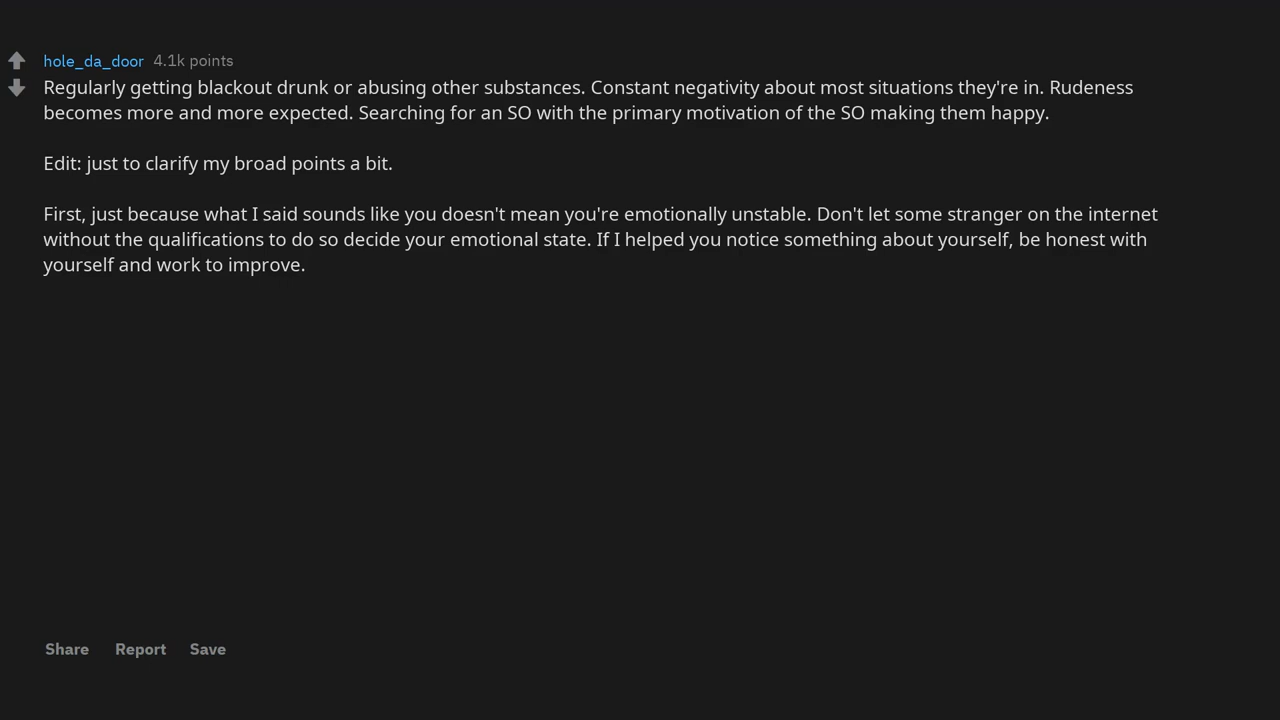 hole_da_door 4.1k points
Regularly getting blackout drunk or abusing other substances. Constant negativity about most situations they're in. Rudeness
becomes more and more expected. Searching for an SO with the primary motivation of the SO making them happy.
Edit: just to clarify my broad points a bit.
First, just because what I said sounds like you doesn't mean you're emotionally unstable. Don't let some stranger on the internet
without the qualifications to do so decide your emotional state. If I helped you notice something about yourself, be honest with
yourself and work to improve.
Share Report Save